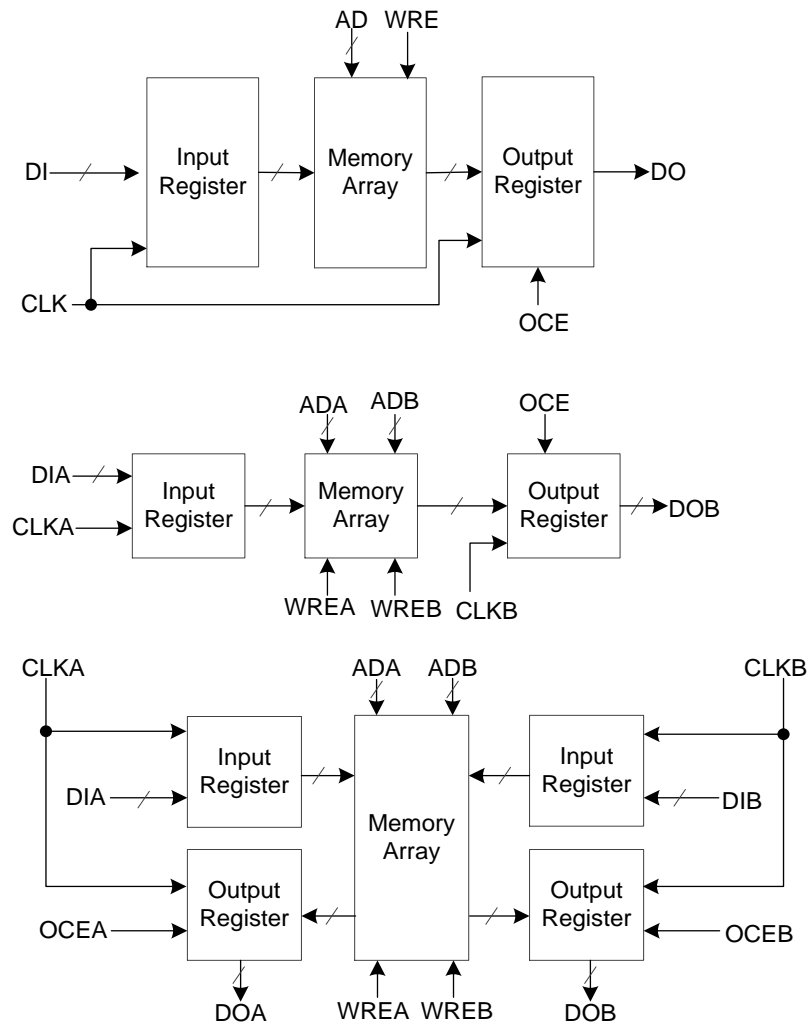 AD WRE
Input
Register
Memory
Array
Output
Register
DI
DO
CLK
OCE
ADA ADB
OCE
DIA
CLKA
Input
Register
Memory
Array
Output
Register
DOB
WREA WREB
CLKB
CLKA
ADA ADB
CLKB
Input
Register
Input
Register
DIA
DIB
Memory
Array
Output
Register
Output
Register
OCEA
OCEB
DOA
WREA WREB
DOB